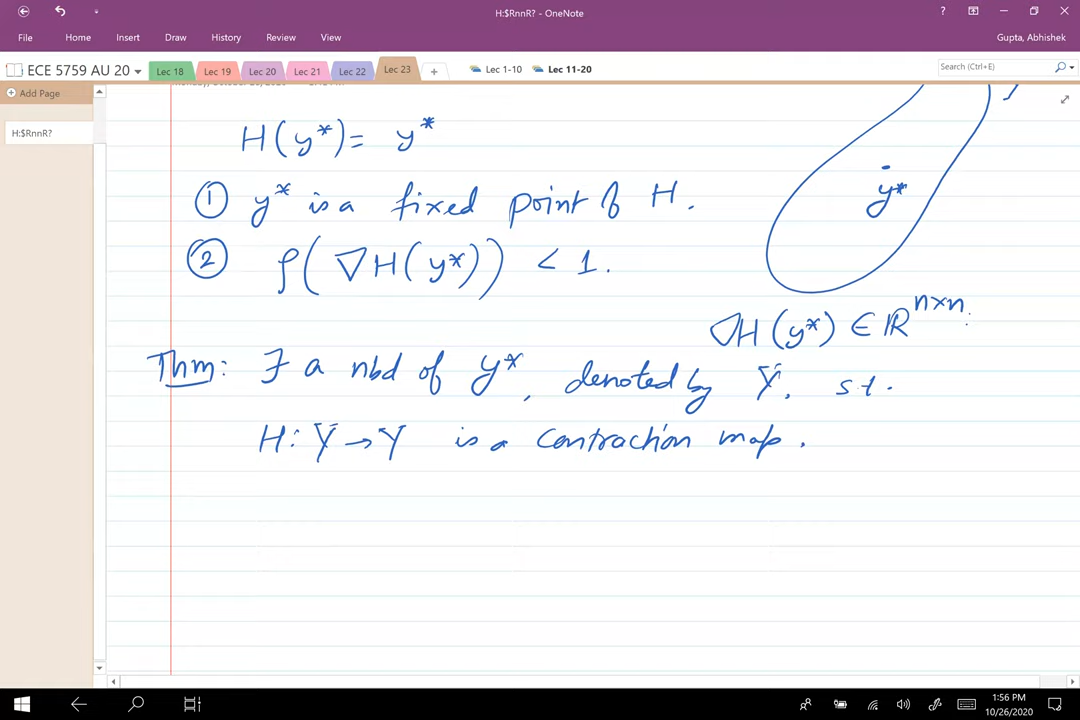 H:$RnnR? - OneNote
File Home Insert Draw History Review View
Gupta, Abhishek
ECE 5759 AU 20 Lec 18 Lec 19 Lec 20 Lec 21 Lec 22 Lec 23 Lec 1-10 Lec 11-20
Search (Ctrl+E)
Add Page
H:$RnnR?
H(y*) = y*
① y* is a fixed point of H.
y*
② ρ(∇H(y*)) < 1.
∇H(y*) ∈ ℝ^{n×n}.
Thm: ∃ a nbd of y*, denoted by Y, s.t.
H: Y → Y is a contraction map.
1:56 PM
10/26/2020